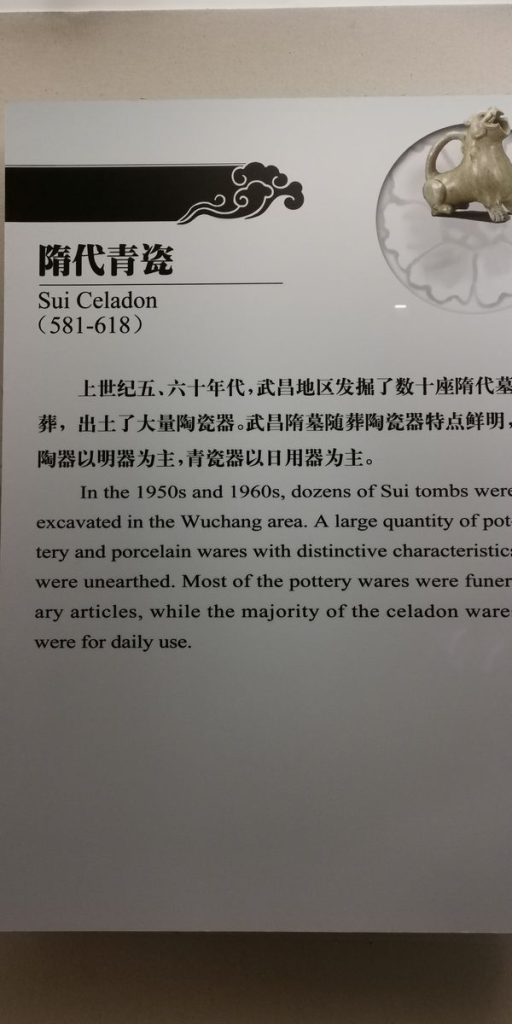 隋代青瓷
Sui Celadon
（581-618）
上世纪五、六十年代，武昌地区发掘了数十座隋代墓
葬，出土了大量陶瓷器。武昌隋墓随葬陶瓷器特点鲜明，
陶器以明器为主，青瓷器以日用器为主。
In the 1950s and 1960s, dozens of Sui tombs were
excavated in the Wuchang area. A large quantity of pot-
tery and porcelain wares with distinctive characteristics
were unearthed. Most of the pottery wares were funer-
ary articles, while the majority of the celadon ware
were for daily use.